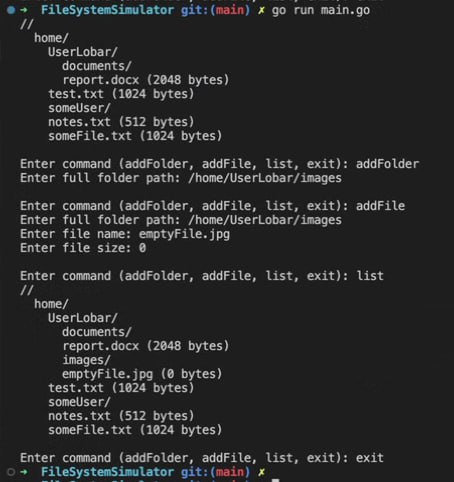 → FileSystemSimulator git:(main) ✗ go run main.go
//
  home/
    UserLobar/
      documents/
      report.docx (2048 bytes)
    test.txt (1024 bytes)
    someUser/
    notes.txt (512 bytes)
    someFile.txt (1024 bytes)
Enter command (addFolder, addFile, list, exit): addFolder
Enter full folder path: /home/UserLobar/images
Enter command (addFolder, addFile, list, exit): addFile
Enter full folder path: /home/UserLobar/images
Enter file name: emptyFile.jpg
Enter file size: 0
Enter command (addFolder, addFile, list, exit): list
//
  home/
    UserLobar/
      documents/
      report.docx (2048 bytes)
      images/
      emptyFile.jpg (0 bytes)
    test.txt (1024 bytes)
    someUser/
    notes.txt (512 bytes)
    someFile.txt (1024 bytes)
Enter command (addFolder, addFile, list, exit): exit
→ FileSystemSimulator git:(main) ✗